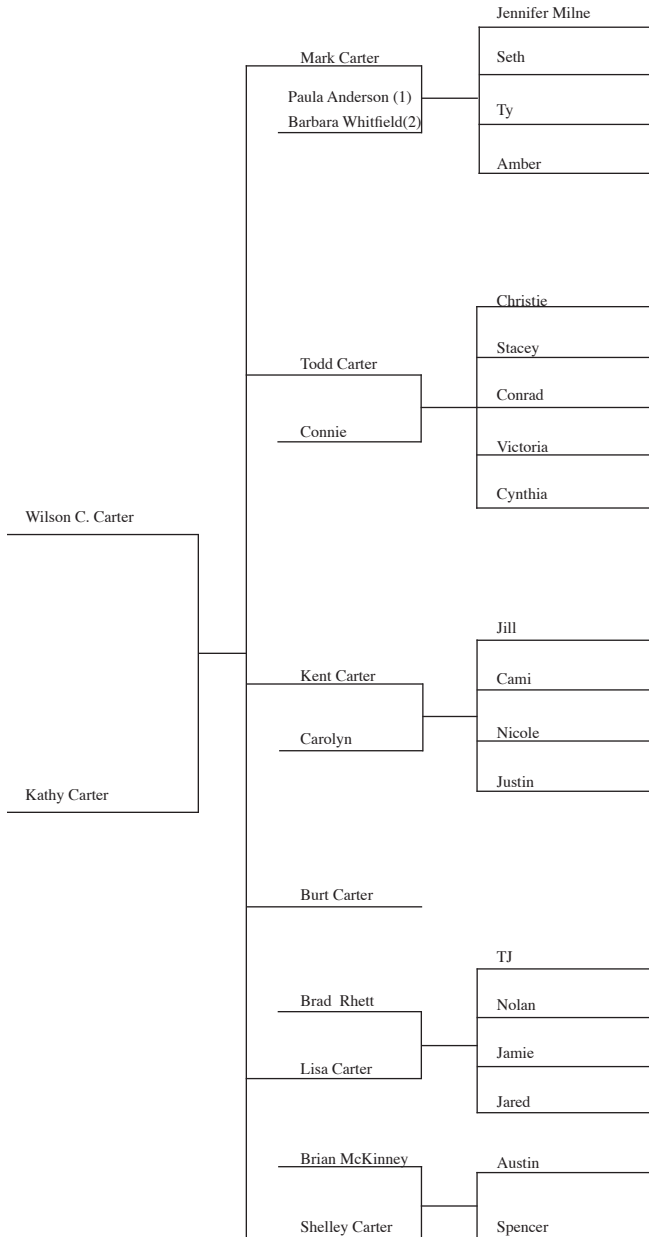 Jennifer Milne
Mark Carter
Seth
Paula Anderson (1)
Barbara Whitfield(2)
Ty
Amber
Christie
Stacey
Todd Carter
Conrad
Connie
Victoria
Cynthia
Wilson C. Carter
Jill
Kent Carter
Cami
Carolyn
Nicole
Justin
Kathy Carter
Burt Carter
TJ
Brad Rhett
Nolan
Jamie
Lisa Carter
Jared
Brian McKinney
Austin
Shelley Carter
Spencer